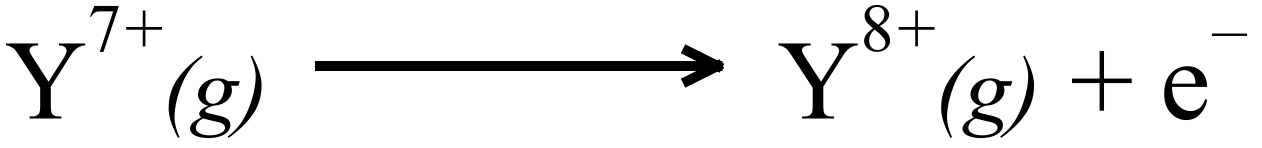 Y⁷⁺(g) ⟶ Y⁸⁺(g) + e⁻